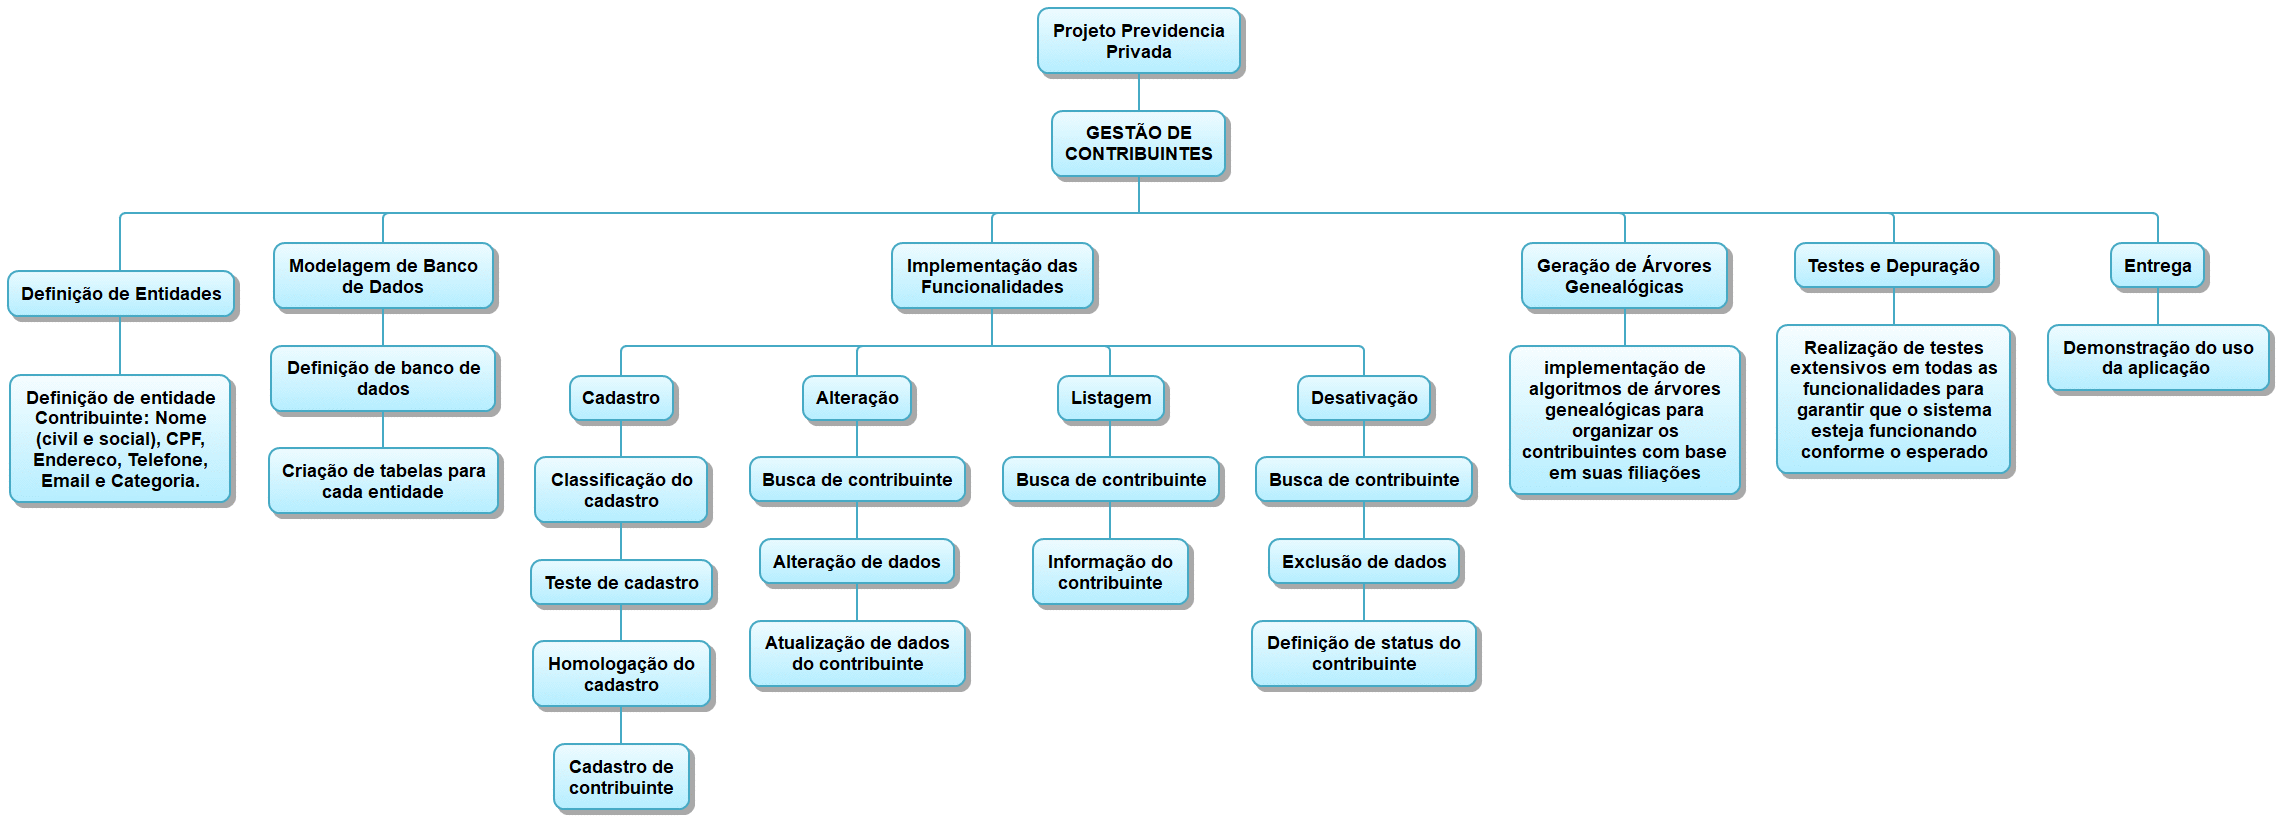 Projeto Previdencia
Privada
GESTÃO DE
CONTRIBUINTES
Definição de Entidades
Definição de entidade
Contribuinte: Nome
(civil e social), CPF,
Endereco, Telefone,
Email e Categoria.
Modelagem de Banco
de Dados
Definição de banco de
dados
Criação de tabelas para
cada entidade
Implementação das
Funcionalidades
Cadastro
Classificação do
cadastro
Teste de cadastro
Homologação do
cadastro
Cadastro de
contribuinte
Alteração
Busca de contribuinte
Alteração de dados
Atualização de dados
do contribuinte
Listagem
Busca de contribuinte
Informação do
contribuinte
Desativação
Busca de contribuinte
Exclusão de dados
Definição de status do
contribuinte
Geração de Árvores
Genealógicas
implementação de
algoritmos de árvores
genealógicas para
organizar os
contribuintes com base
em suas filiações
Testes e Depuração
Realização de testes
extensivos em todas as
funcionalidades para
garantir que o sistema
esteja funcionando
conforme o esperado
Entrega
Demonstração do uso
da aplicação